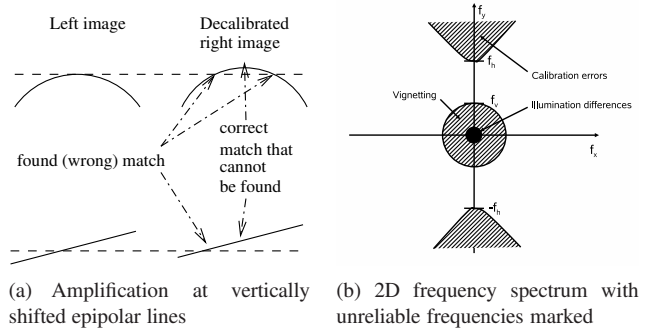 Left image
Decalibrated
right image
found (wrong) match
correct
match that
cannot
be found
(a) Amplification at vertically
shifted epipolar lines
f_y
f_h
Calibration errors
Vignetting
f_v
Illumination differences
f_x
-f_h
(b) 2D frequency spectrum with
unreliable frequencies marked